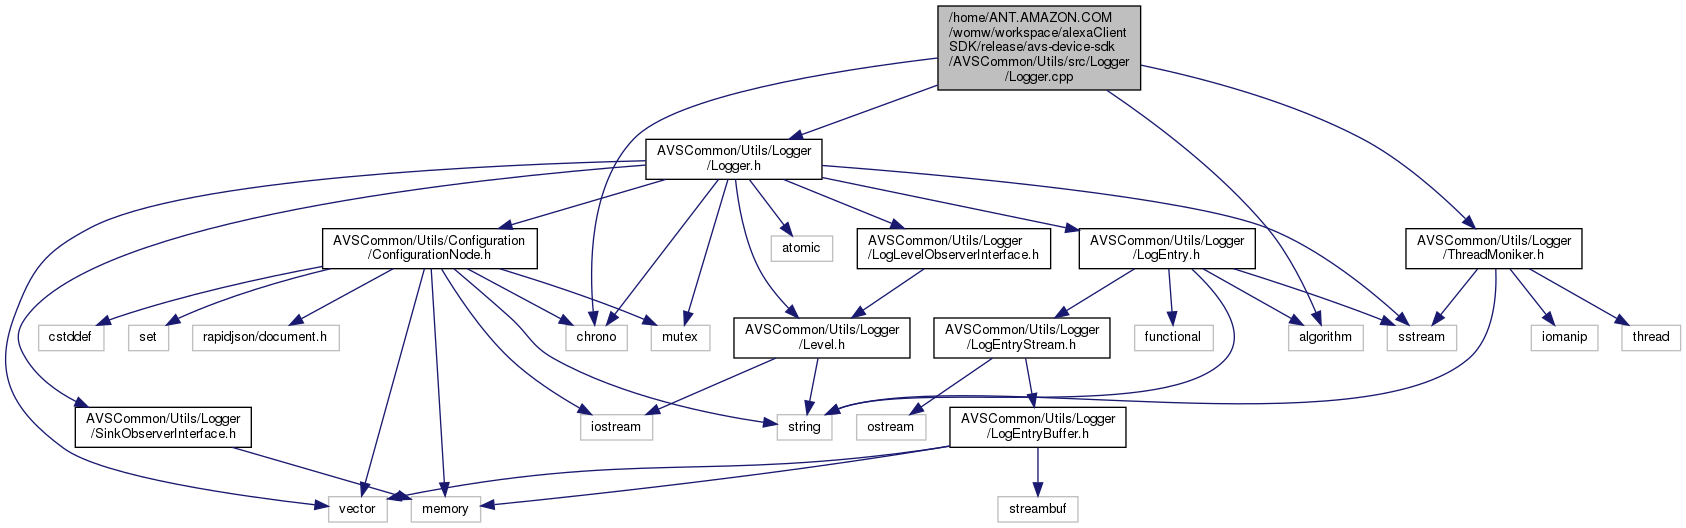 /home/ANT.AMAZON.COM
/womw/workspace/alexaClient
SDK/release/avs-device-sdk
/AVSCommon/Utils/src/Logger
/Logger.cpp
AVSCommon/Utils/Logger
/Logger.h
AVSCommon/Utils/Configuration
/ConfigurationNode.h
atomic
AVSCommon/Utils/Logger
/LogLevelObserverInterface.h
AVSCommon/Utils/Logger
/LogEntry.h
AVSCommon/Utils/Logger
/ThreadMoniker.h
cstddef
set
rapidjson/document.h
chrono
mutex
AVSCommon/Utils/Logger
/Level.h
AVSCommon/Utils/Logger
/LogEntryStream.h
functional
algorithm
sstream
iomanip
thread
AVSCommon/Utils/Logger
/SinkObserverInterface.h
iostream
string
ostream
AVSCommon/Utils/Logger
/LogEntryBuffer.h
vector
memory
streambuf